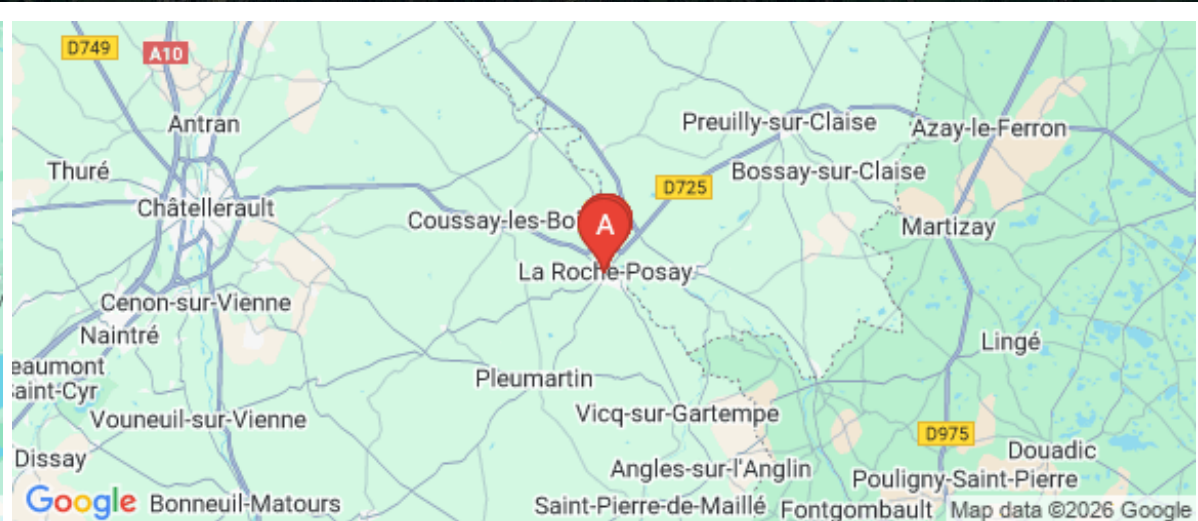 D749
A10
Antran
Preuilly-sur-Claise
Azay-le-Ferron
Thuré
D725
Bossay-sur-Claise
Châtellerault
Coussay-les-Boi
A
Martizay
La Roche-Posay
Cenon-sur-Vienne
Naintré
Lingé
eaumont
Saint-Cyr
Pleumartin
Vouneuil-sur-Vienne
Vicq-sur-Gartempe
D975
Dissay
Douadic
Angles-sur-l'Anglin
Pouligny-Saint-Pierre
Google
Bonneuil-Matours
Saint-Pierre-de-Maillé
Fontgombault
Map data ©2026 Google